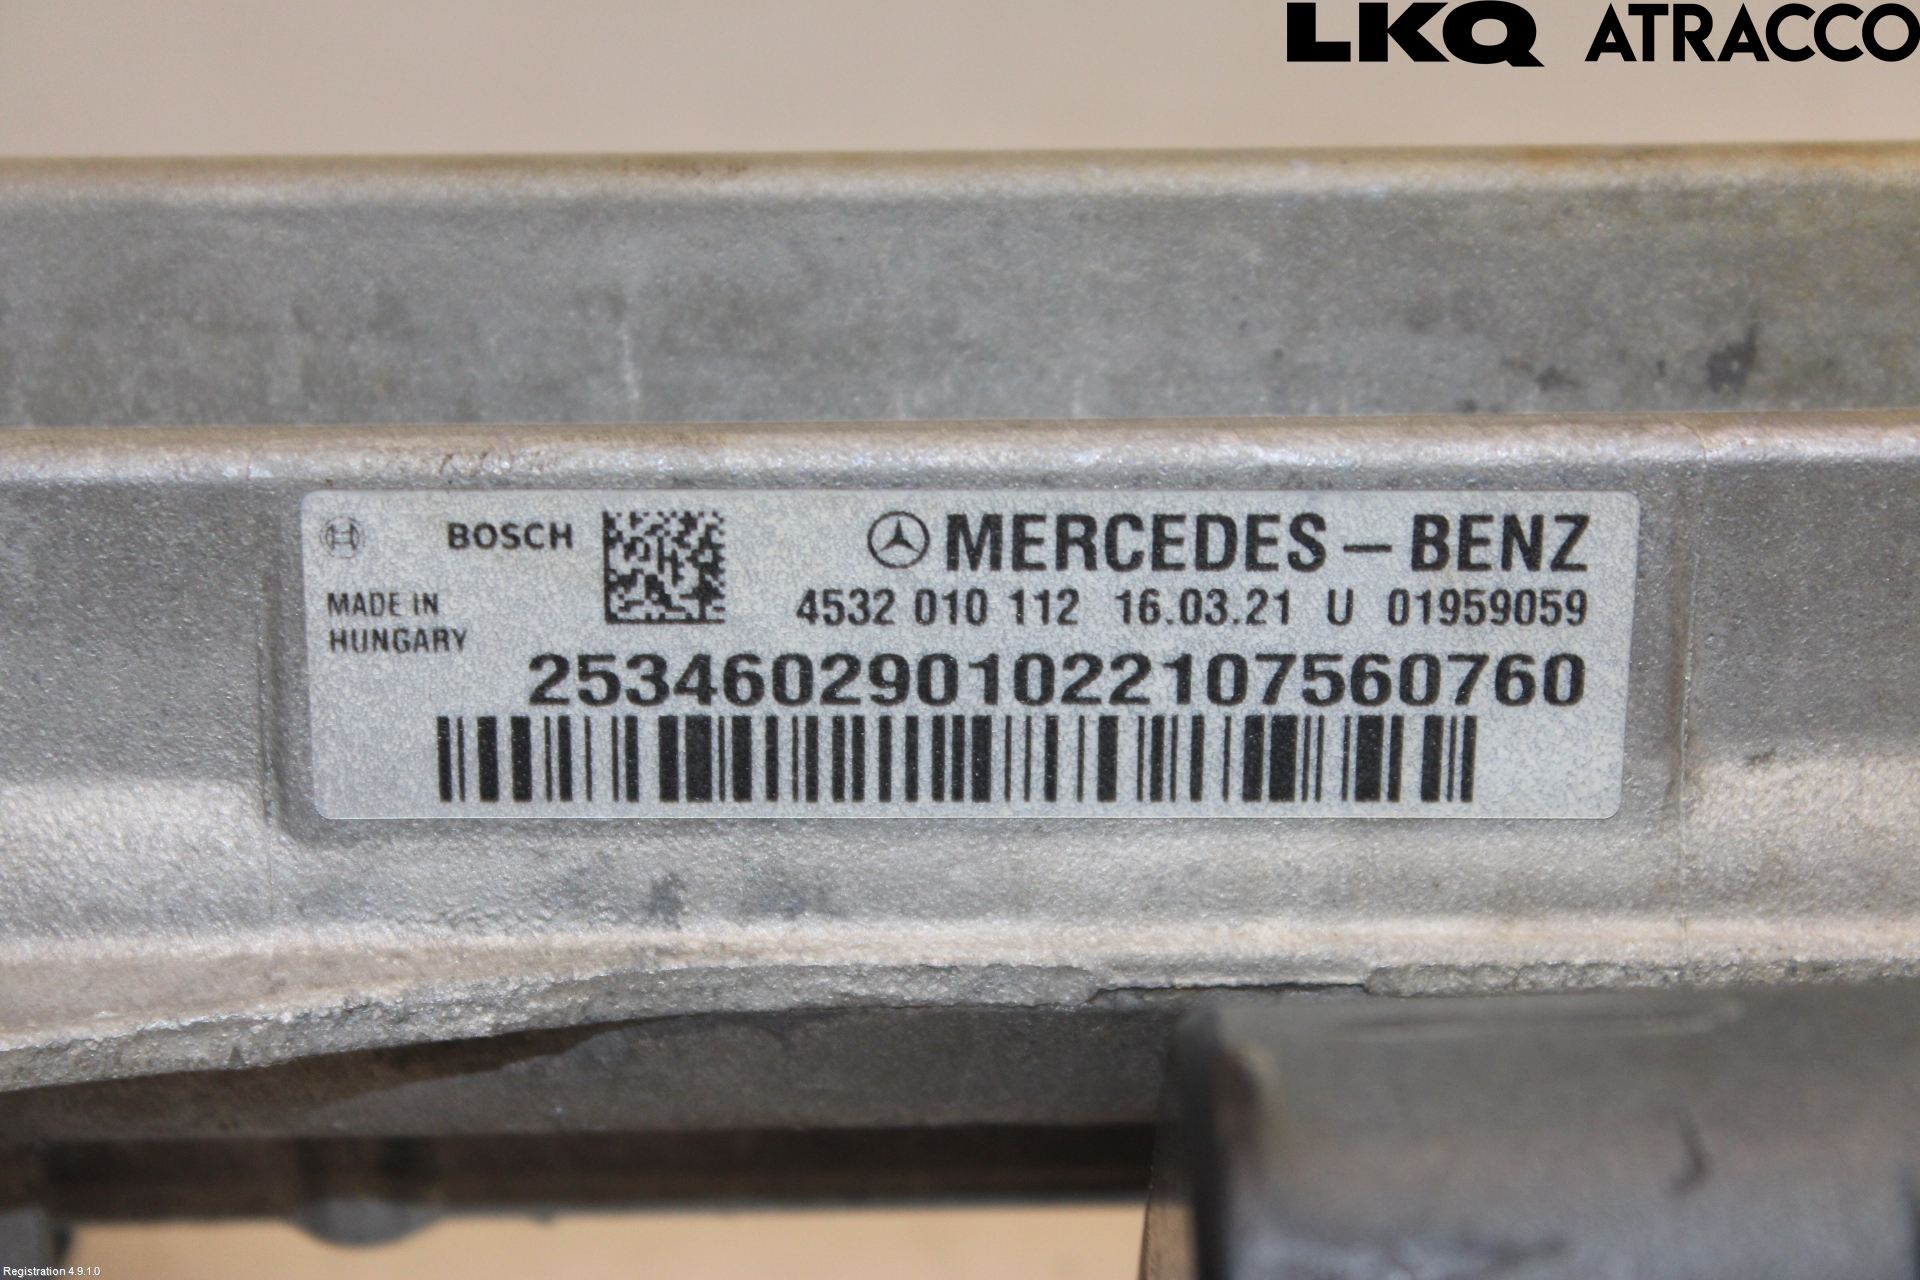 LKQ ATRACCO
BOSCH
MERCEDES-BENZ
MADE IN
HUNGARY
4532 010 112 16.03.21 U 01959059
2534602901022107560760
Registration 4.9.1.0